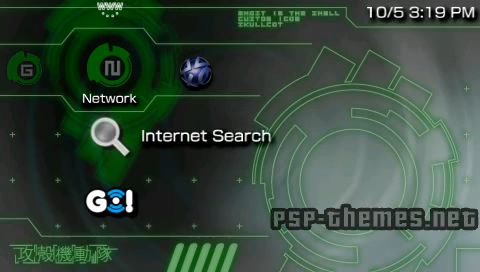 www
GHOST IN THE SHELL
CUSTOM ICON
SKULLCOT
10/5 3:19 PM
G
N
Network
Internet Search
GO!
psp-themes.net
攻殻機動隊